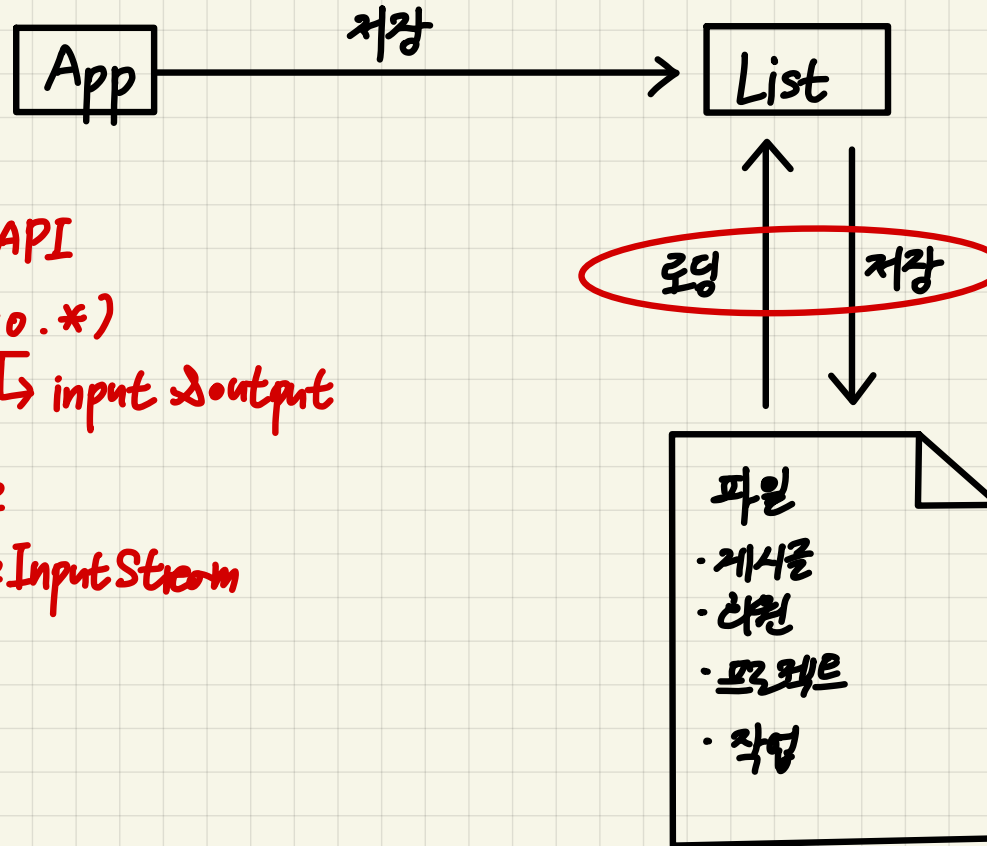 저장
App
List
API
o.*)
로딩
저장
↳ input & output
InputStream
파일
· 게시글
· 회원
· 프로젝트
· 작업